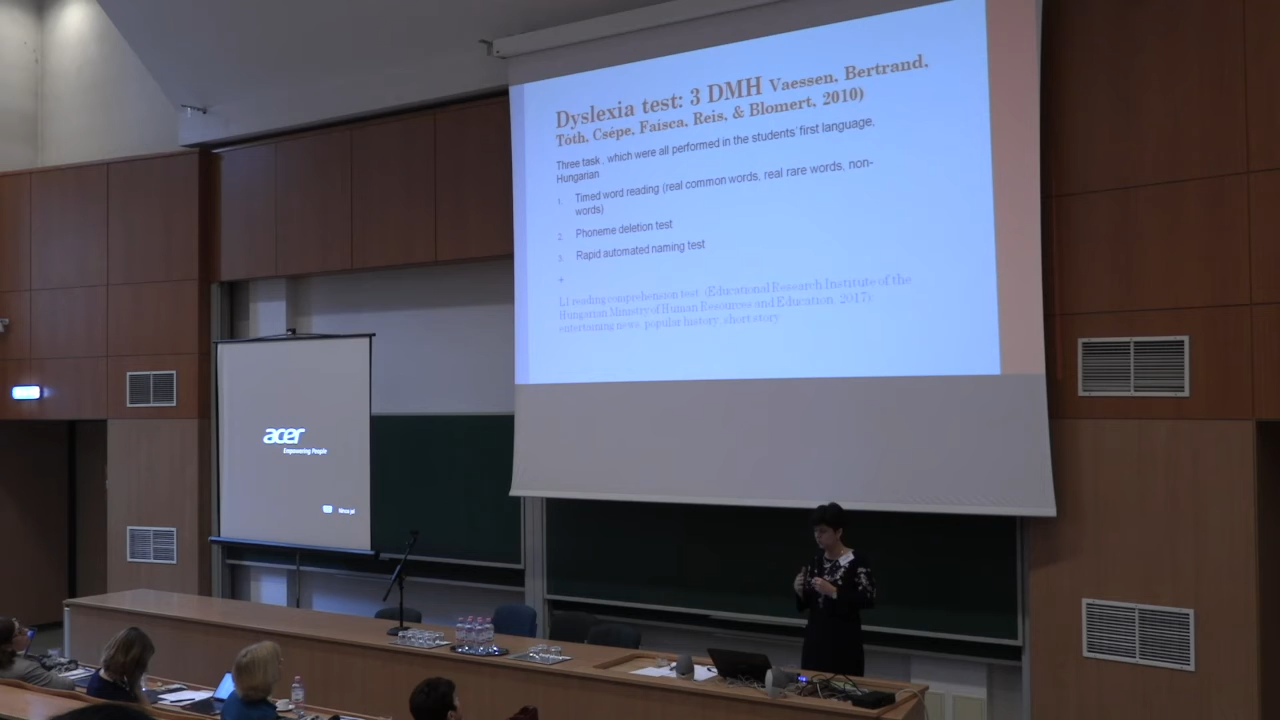 Dyslexia test: 3 DMH Vaessen, Bertrand,
Tóth, Csépe, Faísca, Reis, & Blomert, 2010)
Three task , which were all performed in the students' first language,
Hungarian
1. Timed word reading (real common words, real rare words, non-
words)
2. Phoneme deletion test
3. Rapid automated naming test
+
L1 reading comprehension test (Educational Research Institute of the
Hungarian Ministry of Human Resources and Education, 2017):
entertaining news, popular history, short story
acer
Empowering People
Nincs jel